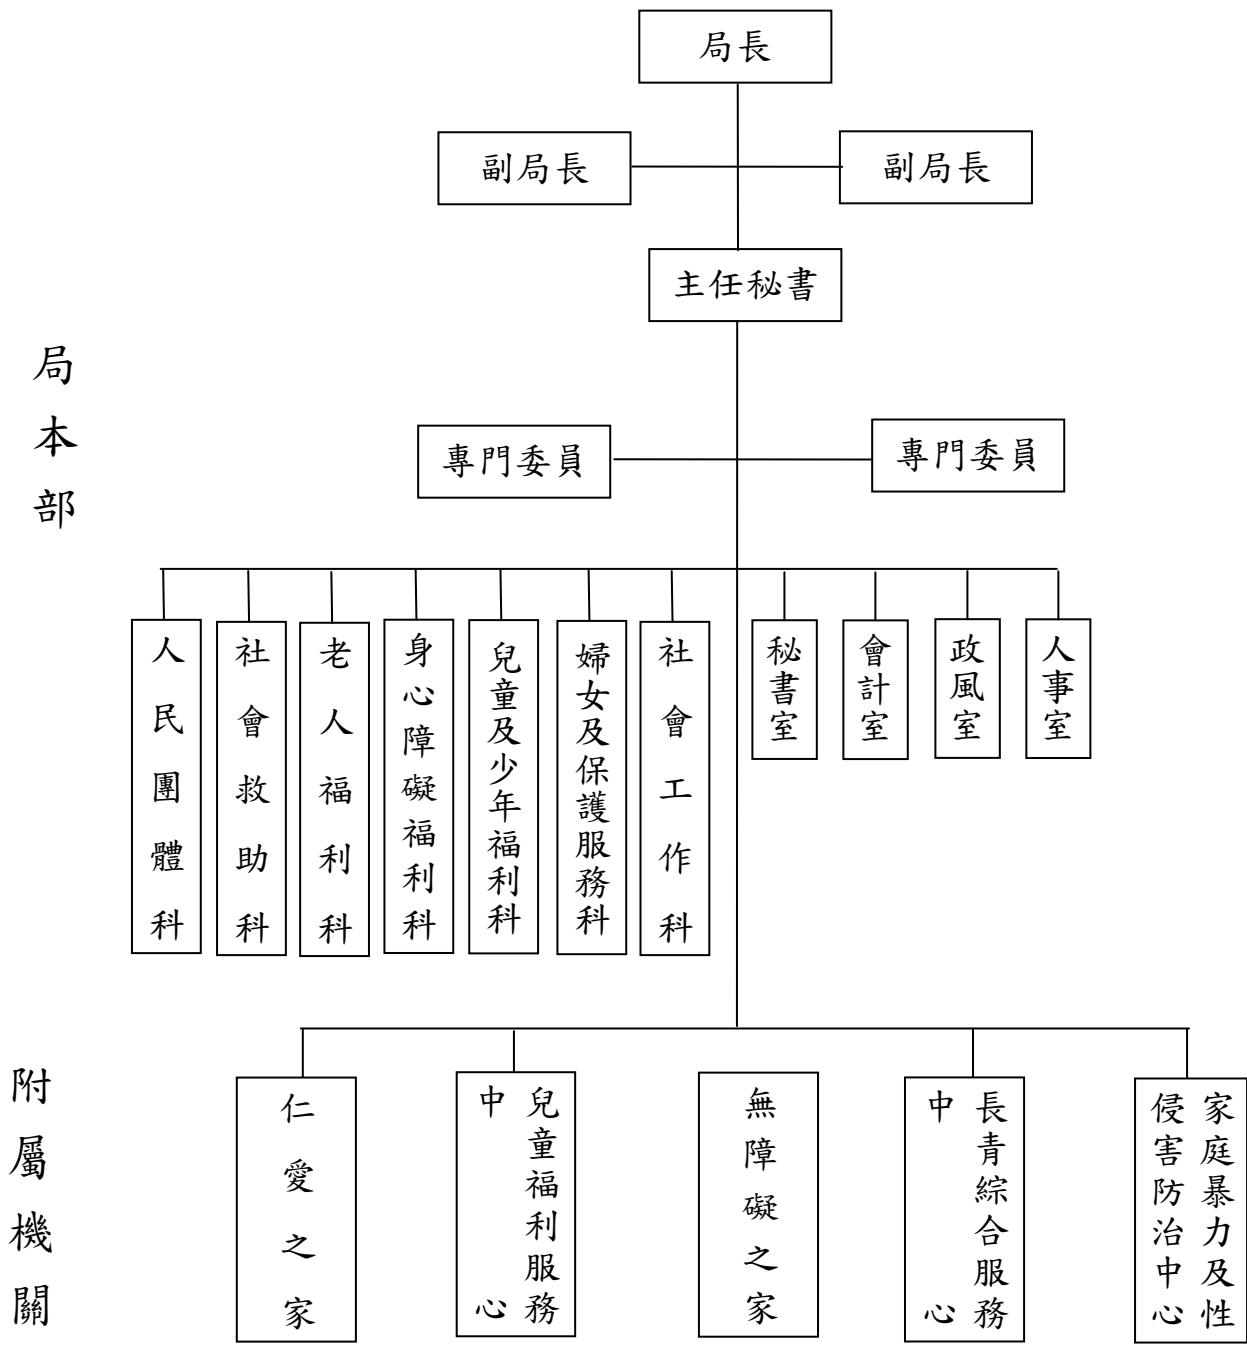 局長
副局長
副局長
主任秘書
局本部
專門委員
專門委員
人民團體科
社會救助科
老人福利科
身心障礙福利科
兒童及少年福利科
婦女及保護服務科
社會工作科
秘書室
會計室
政風室
人事室
附屬機關
仁愛之家
兒童福利服務
中心
無障礙之家
長青綜合服務
中心
家庭暴力及性
侵害防治中心